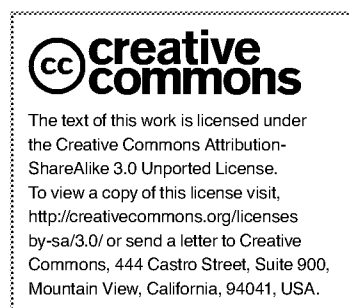 cc creative
commons
The text of this work is licensed under
the Creative Commons Attribution-
ShareAlike 3.0 Unported License.
To view a copy of this license visit,
http://creativecommons.org/licenses
by-sa/3.0/ or send a letter to Creative
Commons, 444 Castro Street, Suite 900,
Mountain View, California, 94041, USA.